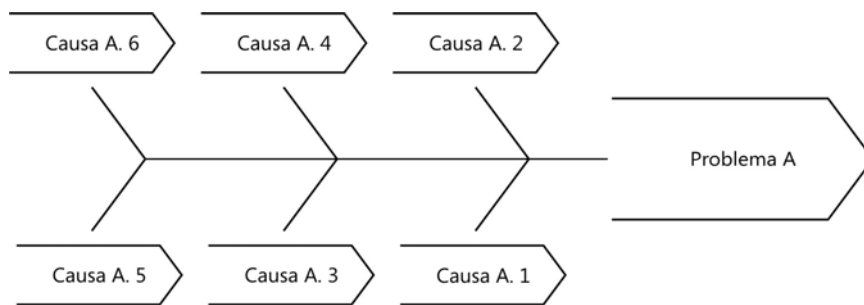 Causa A. 6
Causa A. 4
Causa A. 2
Problema A
Causa A. 5
Causa A. 3
Causa A. 1